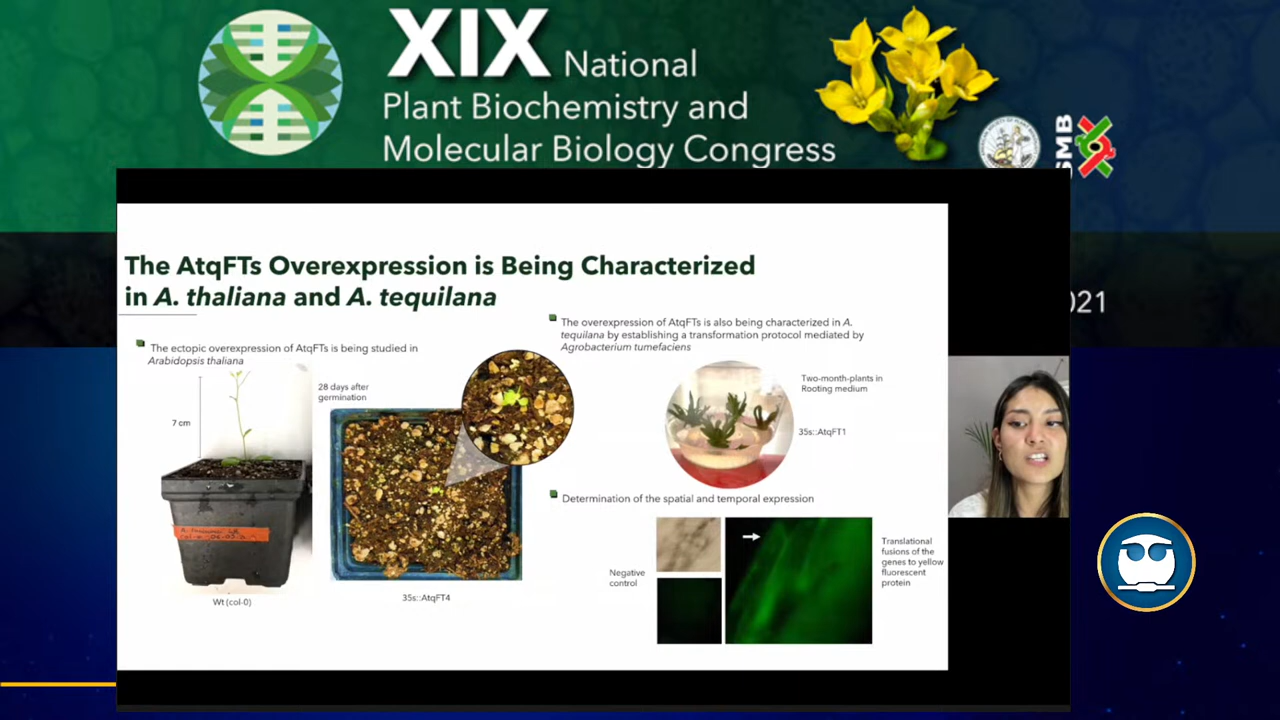 XIX National
Plant Biochemistry and
Molecular Biology Congress
SMB
021
The AtqFTs Overexpression is Being Characterized
in A. thaliana and A. tequilana
The ectopic overexpression of AtqFTs is being studied in
Arabidopsis thaliana
7 cm
28 days after
germination
Wt (col-0)
35s::AtqFT4
The overexpression of AtqFTs is also being characterized in A.
tequilana by establishing a transformation protocol mediated by
Agrobacterium tumefaciens
Two-month-plants in
Rooting medium
35s::AtqFT1
Determination of the spatial and temporal expression
Negative
control
Translational
fusions of the
genes to yellow
fluorescent
protein